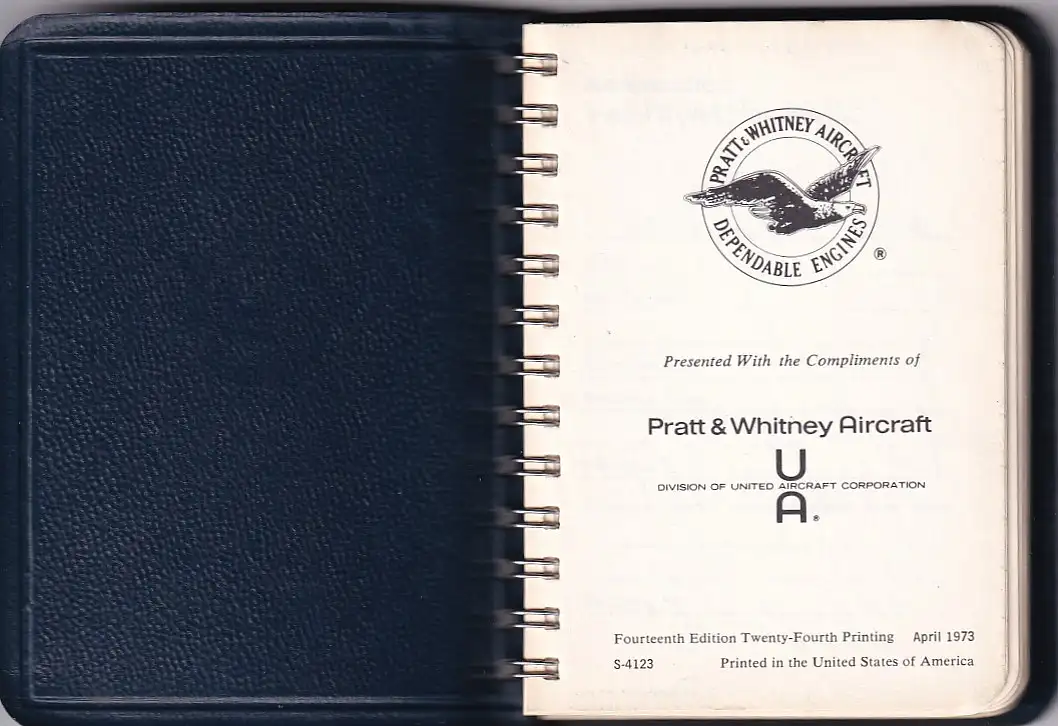 PRATT & WHITNEY AIRCRAFT
DEPENDABLE ENGINES
®
Presented With the Compliments of
Pratt & Whitney Aircraft
U
DIVISION OF UNITED AIRCRAFT CORPORATION
A®
Fourteenth Edition Twenty-Fourth Printing April 1973
S-4123 Printed in the United States of America